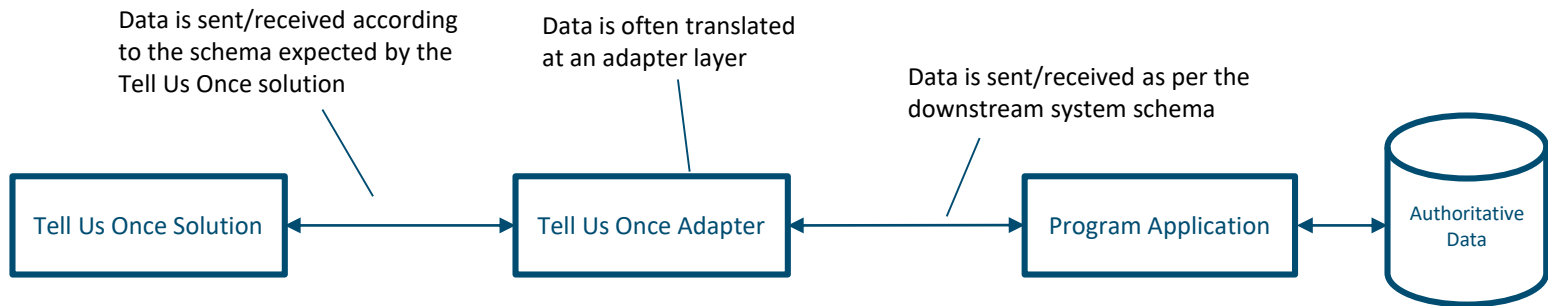 Data is sent/received according
to the schema expected by the
Tell Us Once solution
Data is often translated
at an adapter layer
Data is sent/received as per the
downstream system schema
Tell Us Once Solution
Tell Us Once Adapter
Program Application
Authoritative
Data